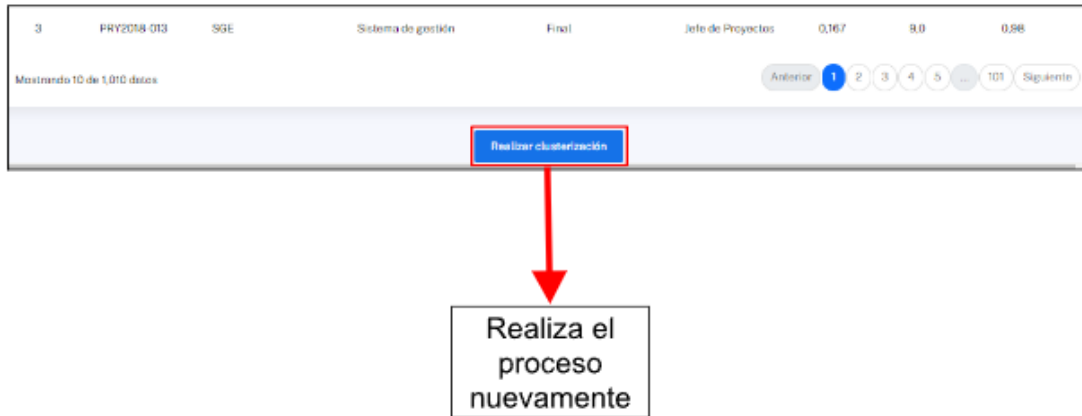 3 PRY2018-013 SGE Sistema de gestión Final Jefe de Proyectos 0,167 9,0 0,98
Mostrando 10 de 1,010 datos Anterior 1 2 3 4 5 ... 101 Siguiente
Realizar clusterización
Realiza el
proceso
nuevamente